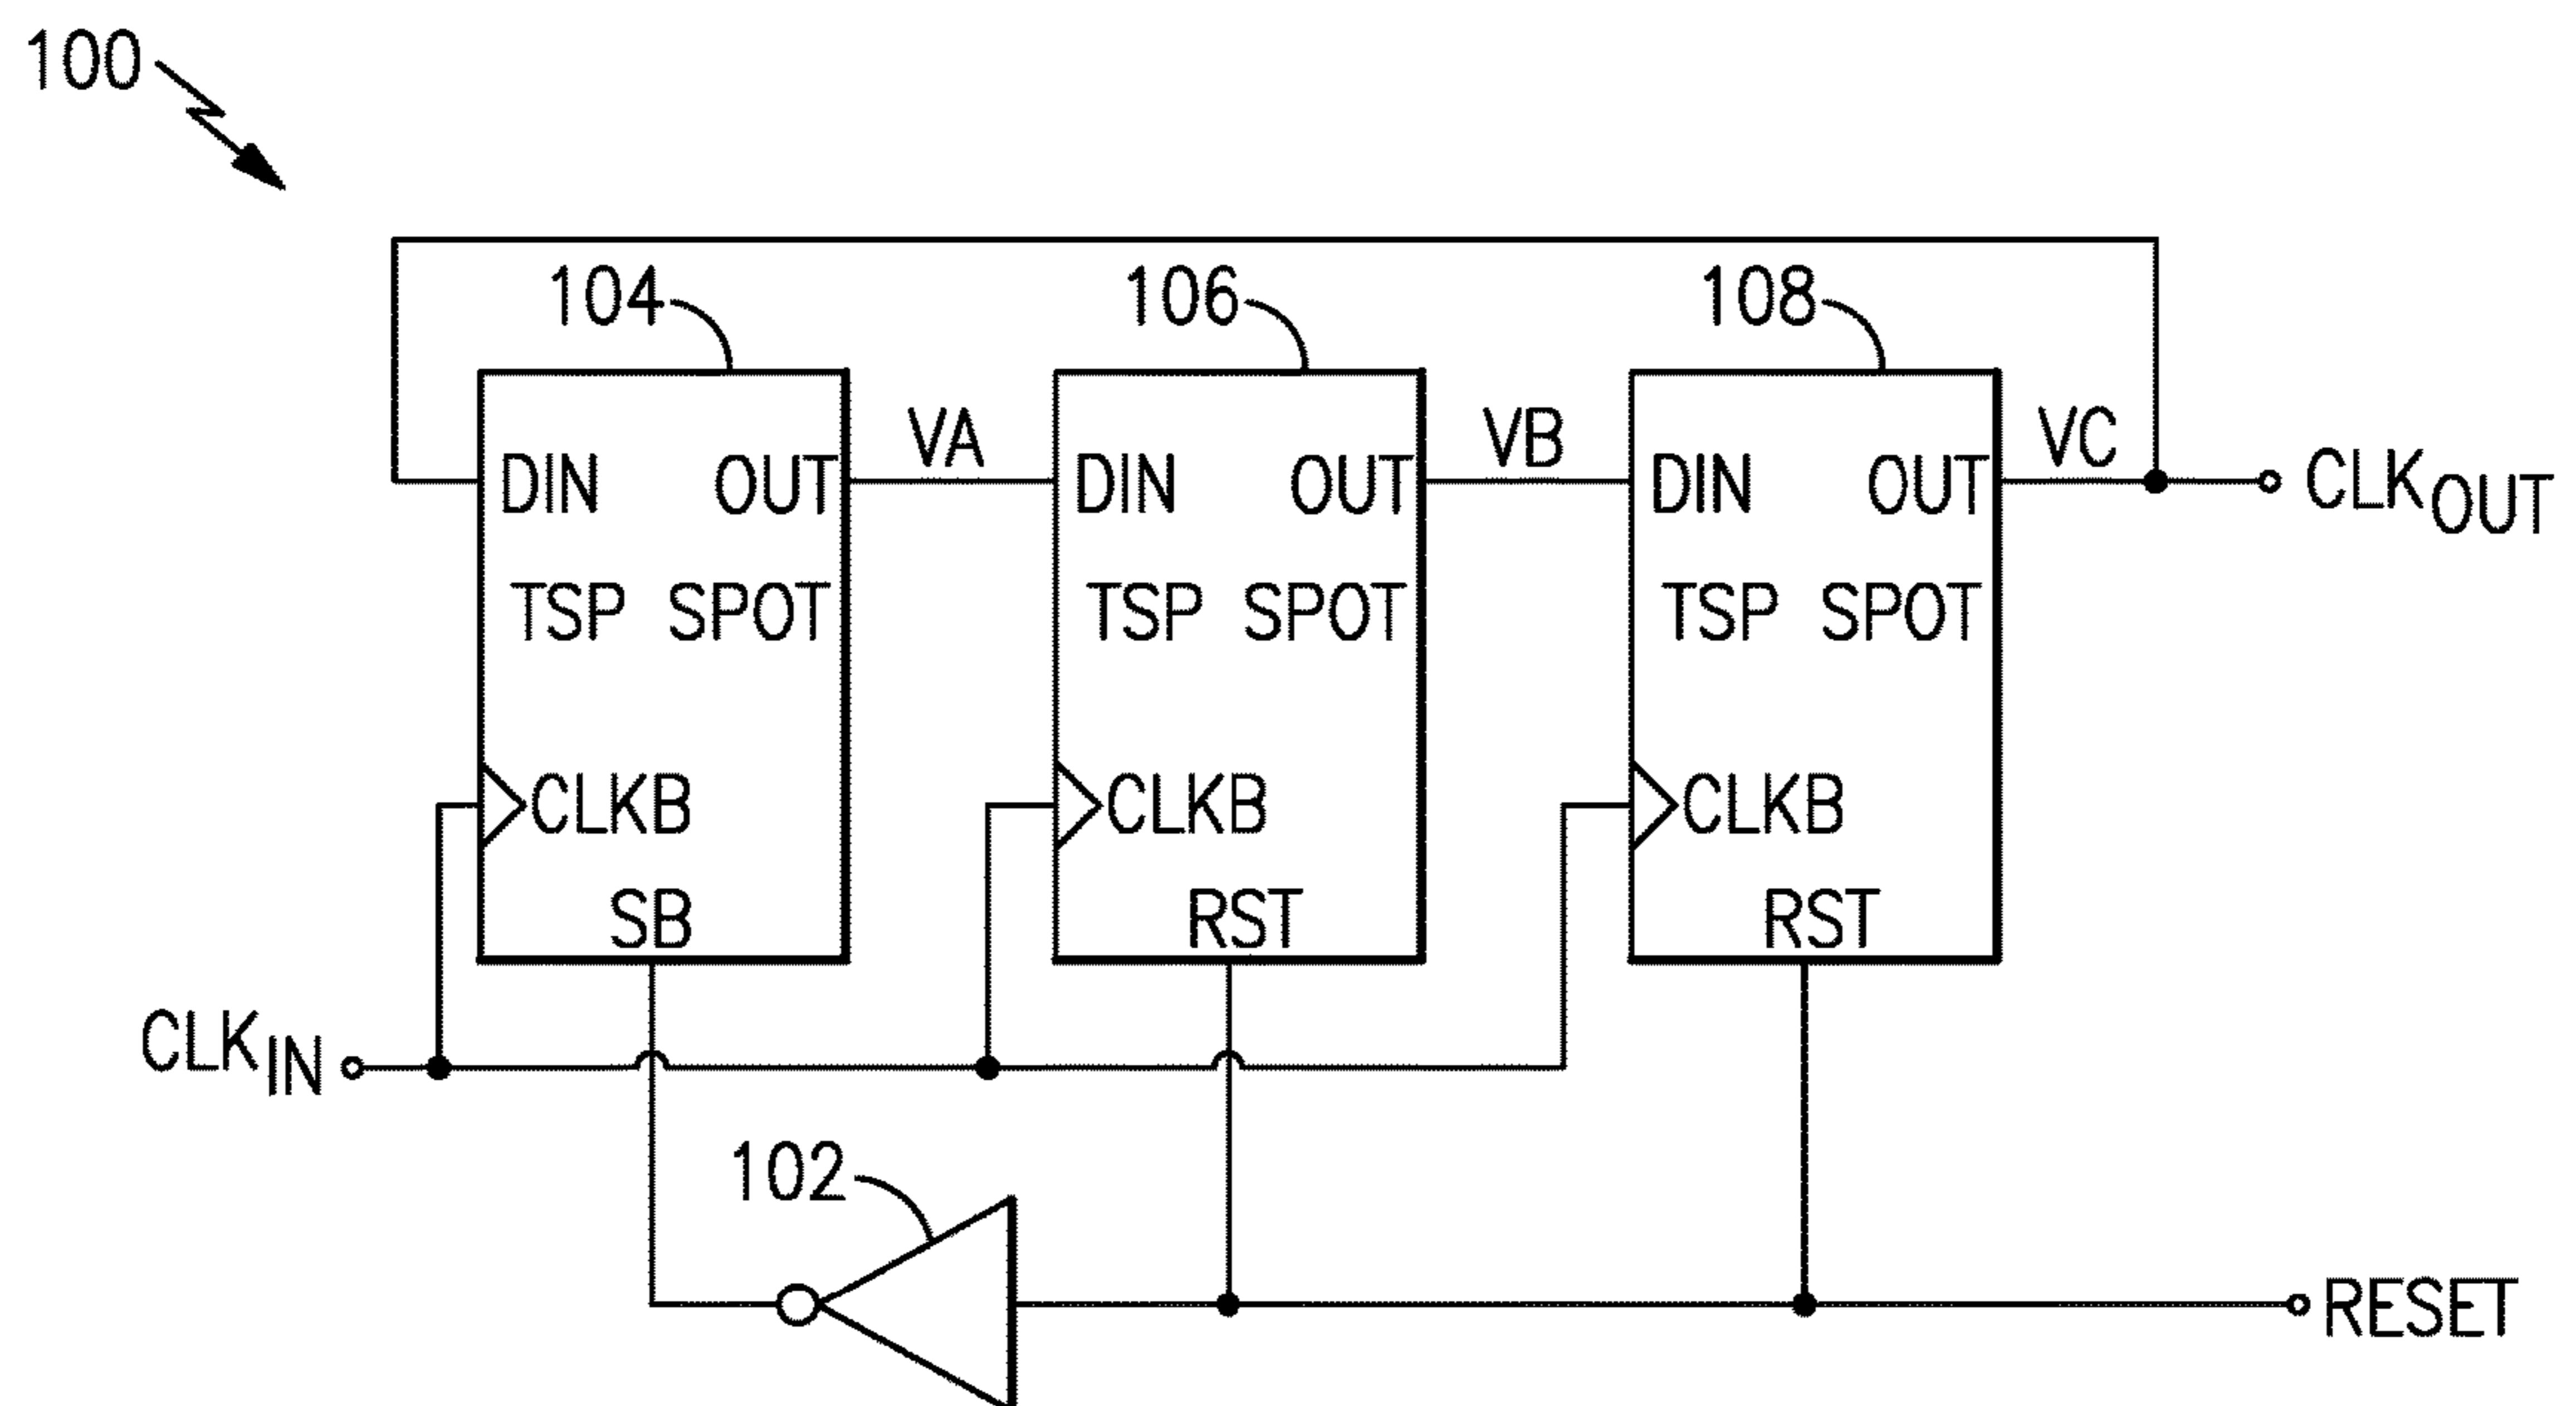 100
104
106
108
DIN OUT
VA
DIN OUT
VB
DIN OUT
VC
CLKOUT
TSP SPOT
TSP SPOT
TSP SPOT
CLKB
CLKB
CLKB
SB
RST
RST
CLKIN
102
RESET